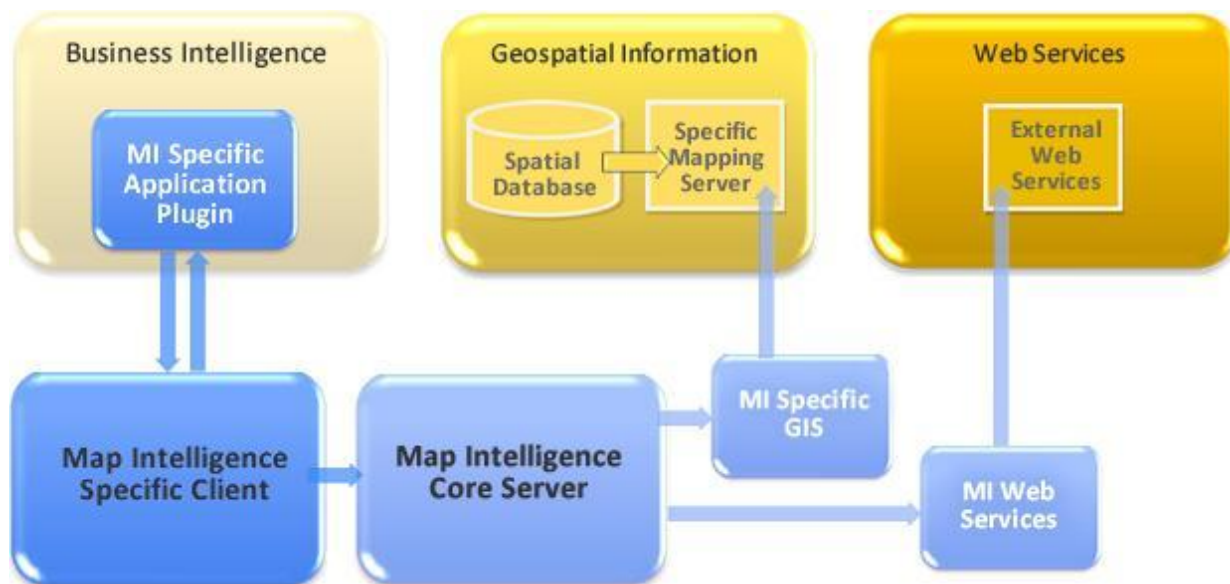 Business Intelligence
MI Specific
Application
Plugin
Geospatial Information
Spatial
Database
Specific
Mapping
Server
Web Services
External
Web
Services
Map Intelligence
Specific Client
Map Intelligence
Core Server
MI Specific
GIS
MI Web
Services